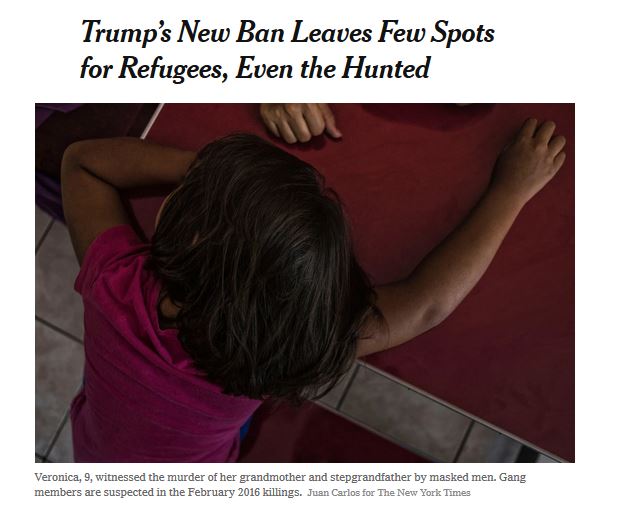 Trump's New Ban Leaves Few Spots
for Refugees, Even the Hunted
Veronica, 9, witnessed the murder of her grandmother and stepgrandfather by masked men. Gang
members are suspected in the February 2016 killings. Juan Carlos for The New York Times